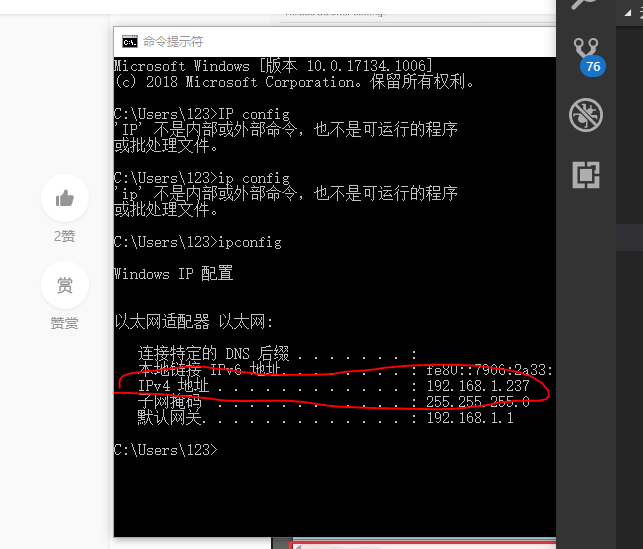 命令提示符
Microsoft Windows [版本 10.0.17134.1006]
(c) 2018 Microsoft Corporation。保留所有权利。
C:\Users\123>IP config
'IP' 不是内部或外部命令，也不是可运行的程序
或批处理文件。
C:\Users\123>ip config
'ip' 不是内部或外部命令，也不是可运行的程序
或批处理文件。
C:\Users\123>ipconfig
Windows IP 配置
以太网适配器 以太网:
连接特定的 DNS 后缀 . . . . . . . :
本地链接 IPv6 地址. . . . . . . . : fe80::7906:2a33:
IPv4 地址 . . . . . . . . . . . . : 192.168.1.237
子网掩码 . . . . . . . . . . . . : 255.255.255.0
默认网关. . . . . . . . . . . . . : 192.168.1.1
C:\Users\123>
2赞
赏
赞赏
76